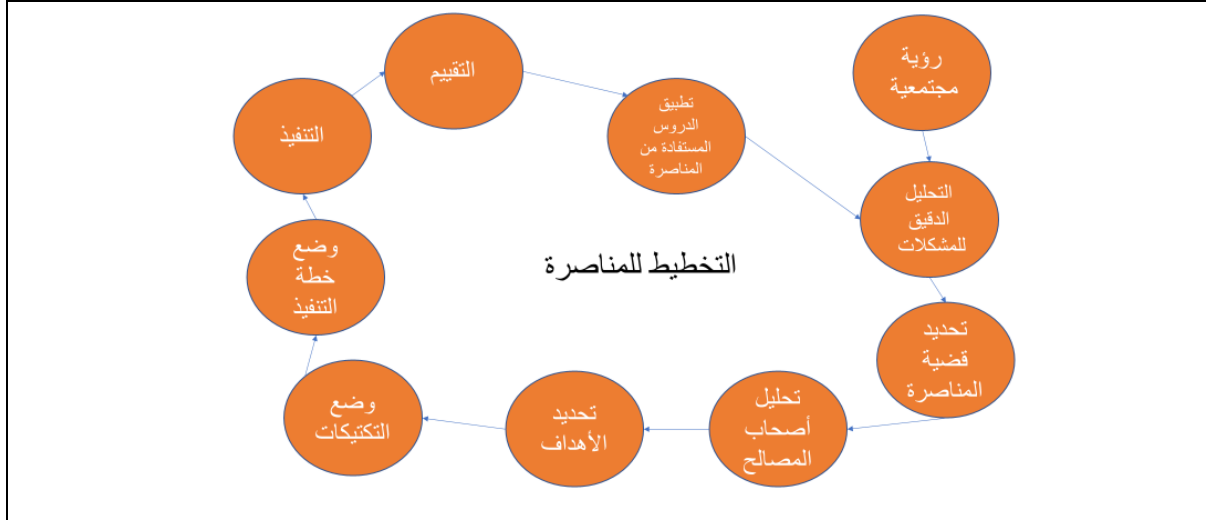 رؤية
مجتمعية
التحليل
الدقيق
للمشكلات
تحديد
قضية
المناصرة
تحليل
أصحاب
المصالح
تحديد
الأهداف
وضع
التكتيكات
وضع
خطة
التنفيذ
التنفيذ
التقييم
تطبيق
الدروس
المستفادة من
المناصرة
التخطيط للمناصرة